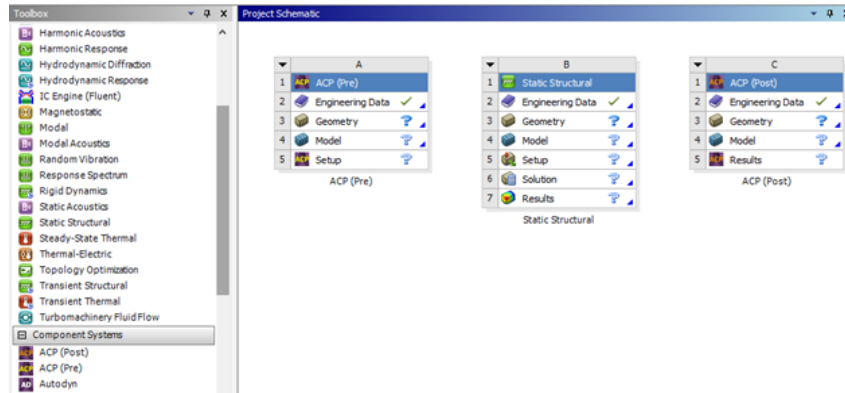 Toolbox
Harmonic Acoustics
Harmonic Response
Hydrodynamic Diffraction
Hydrodynamic Response
IC Engine (Fluent)
Magnetostatic
Modal
Modal Acoustics
Random Vibration
Response Spectrum
Rigid Dynamics
Static Acoustics
Static Structural
Steady-State Thermal
Thermal-Electric
Topology Optimization
Transient Structural
Transient Thermal
Turbomachinery Fluid Flow
Component Systems
ACP (Post)
ACP (Pre)
AD Autodyn
Project Schematic
A
1 ACP ACP (Pre)
2 Engineering Data
3 Geometry ?
4 Model ?
5 ACP Setup ?
ACP (Pre)
B
1 Static Structural
2 Engineering Data
3 Geometry ?
4 Model ?
5 Setup ?
6 Solution ?
7 Results ?
Static Structural
C
1 ACP ACP (Post)
2 Engineering Data
3 Geometry ?
4 Model ?
5 ACP Results ?
ACP (Post)